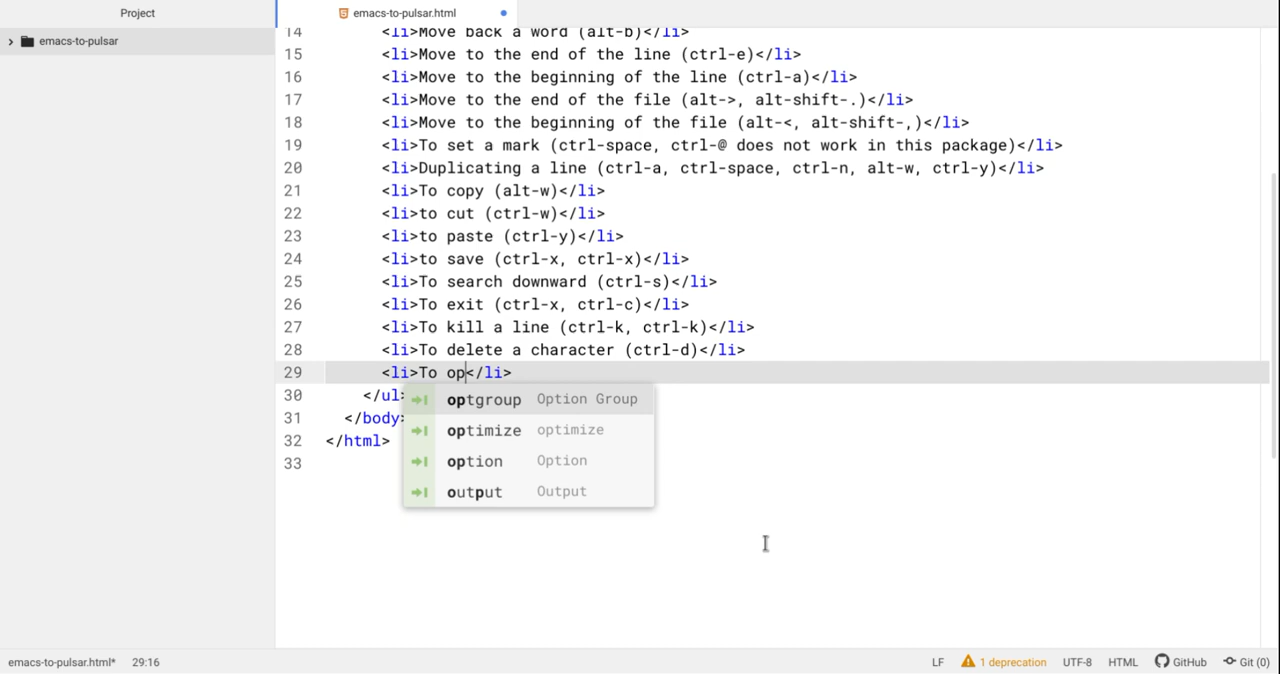 Project
emacs-to-pulsar.html
emacs-to-pulsar
14 <li>Move back a word (alt-b)</li>
15 <li>Move to the end of the line (ctrl-e)</li>
16 <li>Move to the beginning of the line (ctrl-a)</li>
17 <li>Move to the end of the file (alt->, alt-shift-.)</li>
18 <li>Move to the beginning of the file (alt-<, alt-shift-,)</li>
19 <li>To set a mark (ctrl-space, ctrl-@ does not work in this package)</li>
20 <li>Duplicating a line (ctrl-a, ctrl-space, ctrl-n, alt-w, ctrl-y)</li>
21 <li>To copy (alt-w)</li>
22 <li>to cut (ctrl-w)</li>
23 <li>to paste (ctrl-y)</li>
24 <li>to save (ctrl-x, ctrl-x)</li>
25 <li>To search downward (ctrl-s)</li>
26 <li>To exit (ctrl-x, ctrl-c)</li>
27 <li>To kill a line (ctrl-k, ctrl-k)</li>
28 <li>To delete a character (ctrl-d)</li>
29 <li>To op</li>
30 </ul>
31 </body>
32 </html>
33
optgroup Option Group
optimize optimize
option Option
output Output
emacs-to-pulsar.html* 29:16 LF 1 deprecation UTF-8 HTML GitHub Git (0)